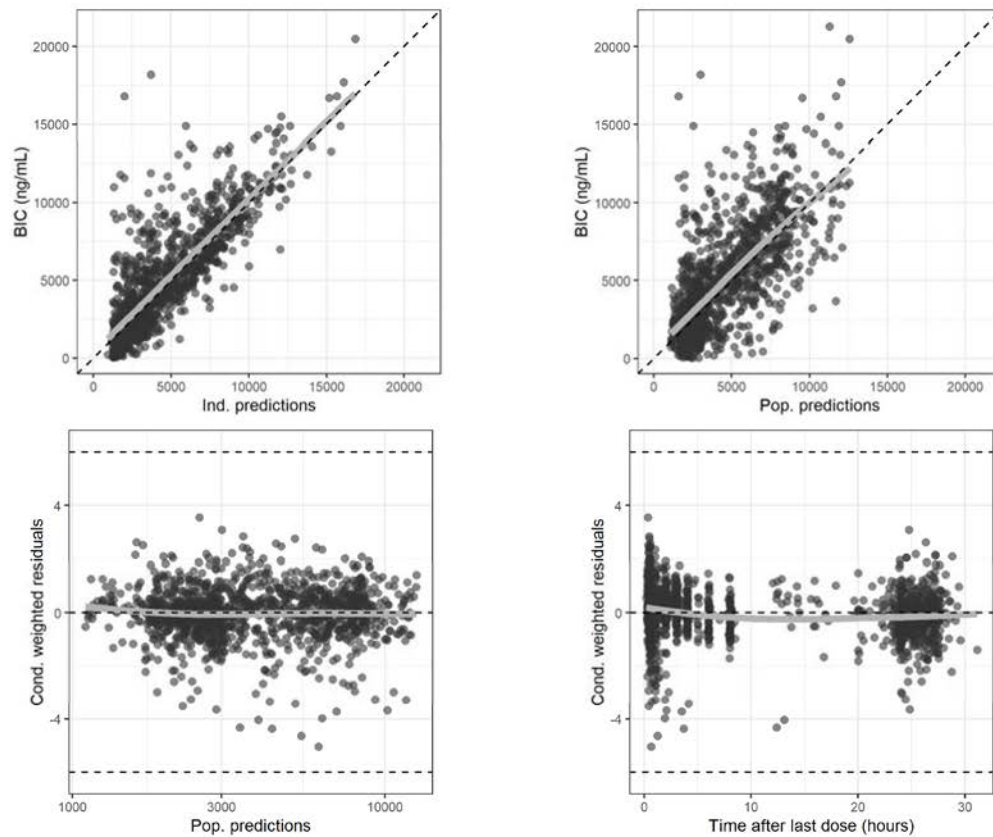 BIC (ng/mL)
20000
15000
10000
5000
0
0 5000 10000 15000 20000
Ind. predictions
BIC (ng/mL)
20000
15000
10000
5000
0
0 5000 10000 15000 20000
Pop. predictions
Cond. weighted residuals
4
0
-4
1000 3000 10000
Pop. predictions
Cond. weighted residuals
4
0
-4
0 10 20 30
Time after last dose (hours)